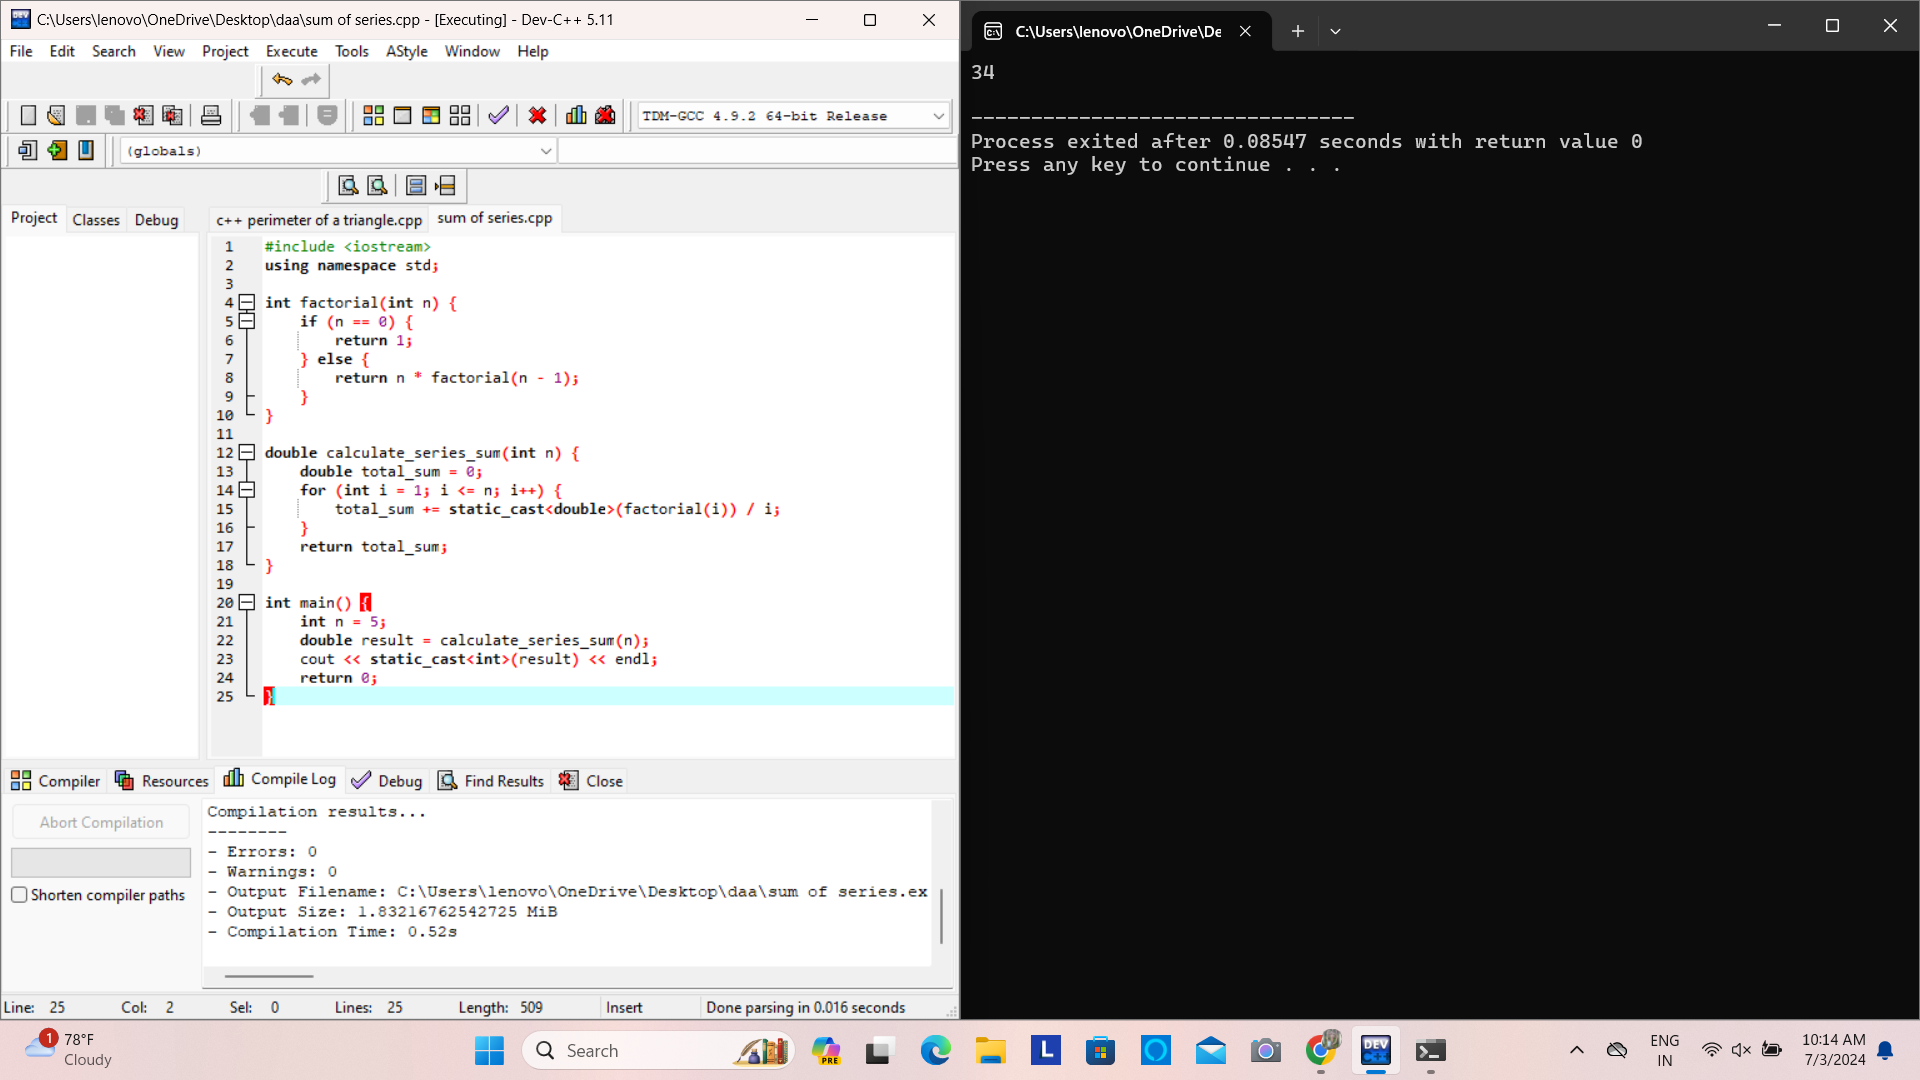 C:\Users\lenovo\OneDrive\Desktop\daa\sum of series.cpp - [Executing] - Dev-C++ 5.11
File Edit Search View Project Execute Tools AStyle Window Help
TDM-GCC 4.9.2 64-bit Release
(globals)
Project Classes Debug
c++ perimeter of a triangle.cpp sum of series.cpp
1 #include <iostream>
2 using namespace std;
3
4 int factorial(int n) {
5     if (n == 0) {
6         return 1;
7     } else {
8         return n * factorial(n - 1);
9     }
10 }
11
12 double calculate_series_sum(int n) {
13     double total_sum = 0;
14     for (int i = 1; i <= n; i++) {
15         total_sum += static_cast<double>(factorial(i)) / i;
16     }
17     return total_sum;
18 }
19
20 int main() {
21     int n = 5;
22     double result = calculate_series_sum(n);
23     cout << static_cast<int>(result) << endl;
24     return 0;
25 }
Compiler Resources Compile Log Debug Find Results Close
Abort Compilation
Shorten compiler paths
Compilation results...
--------
- Errors: 0
- Warnings: 0
- Output Filename: C:\Users\lenovo\OneDrive\Desktop\daa\sum of series.ex
- Output Size: 1.83216762542725 MiB
- Compilation Time: 0.52s
Line: 25 Col: 2 Sel: 0 Lines: 25 Length: 509 Insert Done parsing in 0.016 seconds
C:\Users\lenovo\OneDrive\De
34
--------------------------------
Process exited after 0.08547 seconds with return value 0
Press any key to continue . . .
1
78°F
Cloudy
Search
PRE
L
DEV
C++
ENG
IN
10:14 AM
7/3/2024